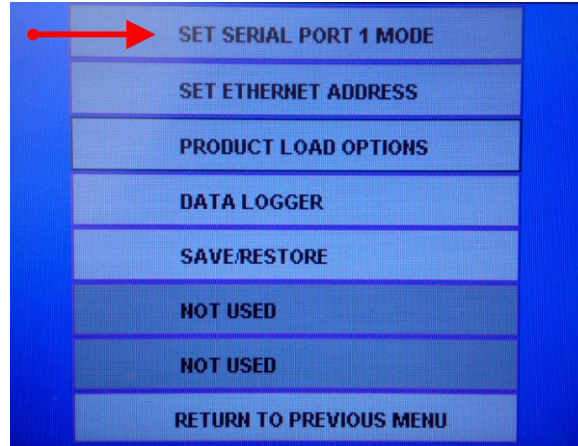 SET SERIAL PORT 1 MODE
SET ETHERNET ADDRESS
PRODUCT LOAD OPTIONS
DATA LOGGER
SAVE/RESTORE
NOT USED
NOT USED
RETURN TO PREVIOUS MENU